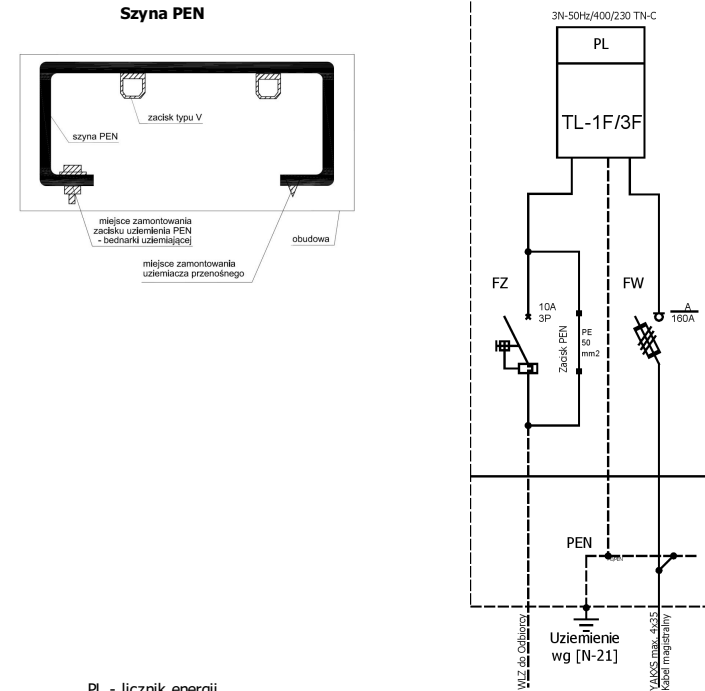 Szyna PEN
zacisk typu V
szyna PEN
miejsce zamontowania
zacisku uziemienia PEN
- bednarki uziemiającej
obudowa
miejsce zamontowania
uziemiacza przenośnego
3N-50Hz/400/230 TN-C
PL
TL-1F/3F
FZ
10A
3P
Zacisk PEN
PE
50
mm2
FW
A
160A
PEN
Uziemienie
wg [N-21]
WLZ do Odbiorcy
YAKXS max. 4x35
Kabel magistralny
PL - licznik energii